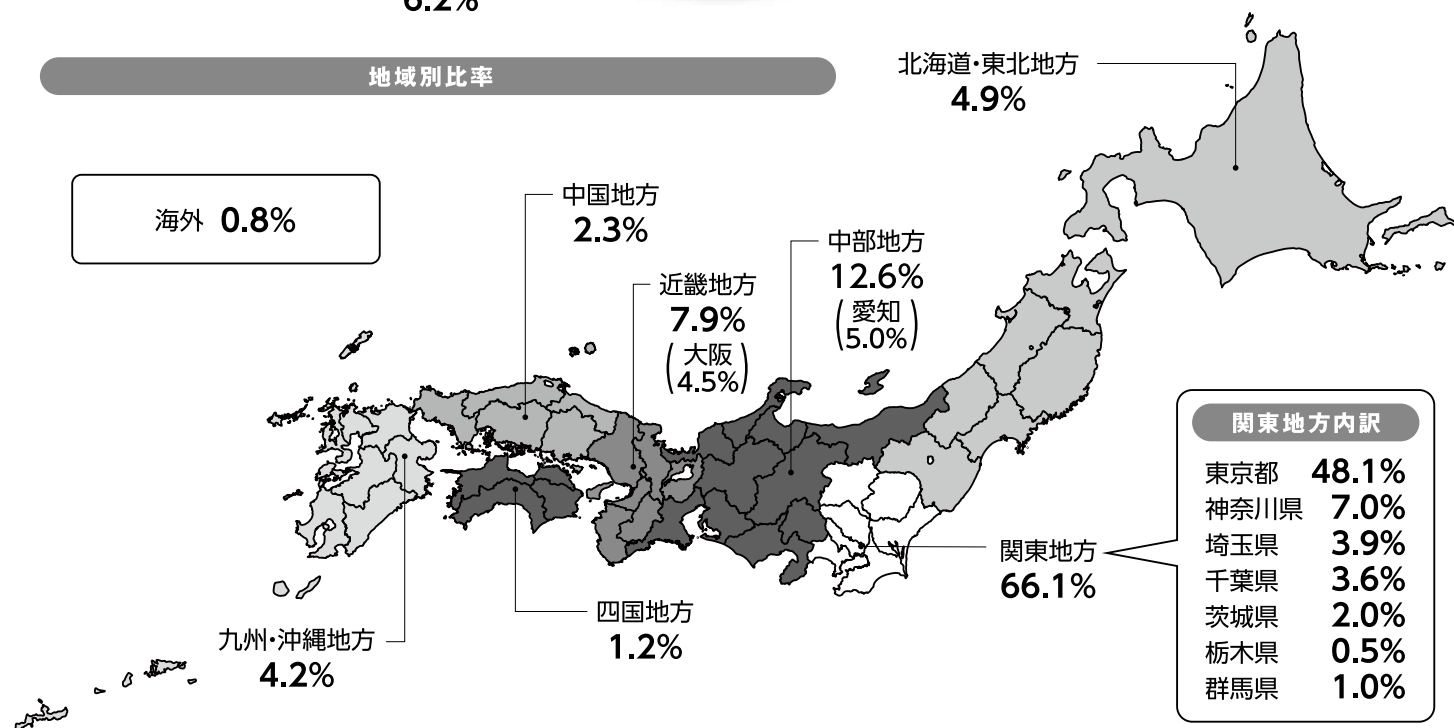 6.2%
地域別比率
北海道・東北地方
4.9%
海外 0.8%
中国地方
2.3%
中部地方
12.6%
(愛知
5.0%)
近畿地方
7.9%
(大阪
4.5%)
関東地方
66.1%
関東地方内訳
東京都 48.1%
神奈川県 7.0%
埼玉県 3.9%
千葉県 3.6%
茨城県 2.0%
栃木県 0.5%
群馬県 1.0%
四国地方
1.2%
九州・沖縄地方
4.2%